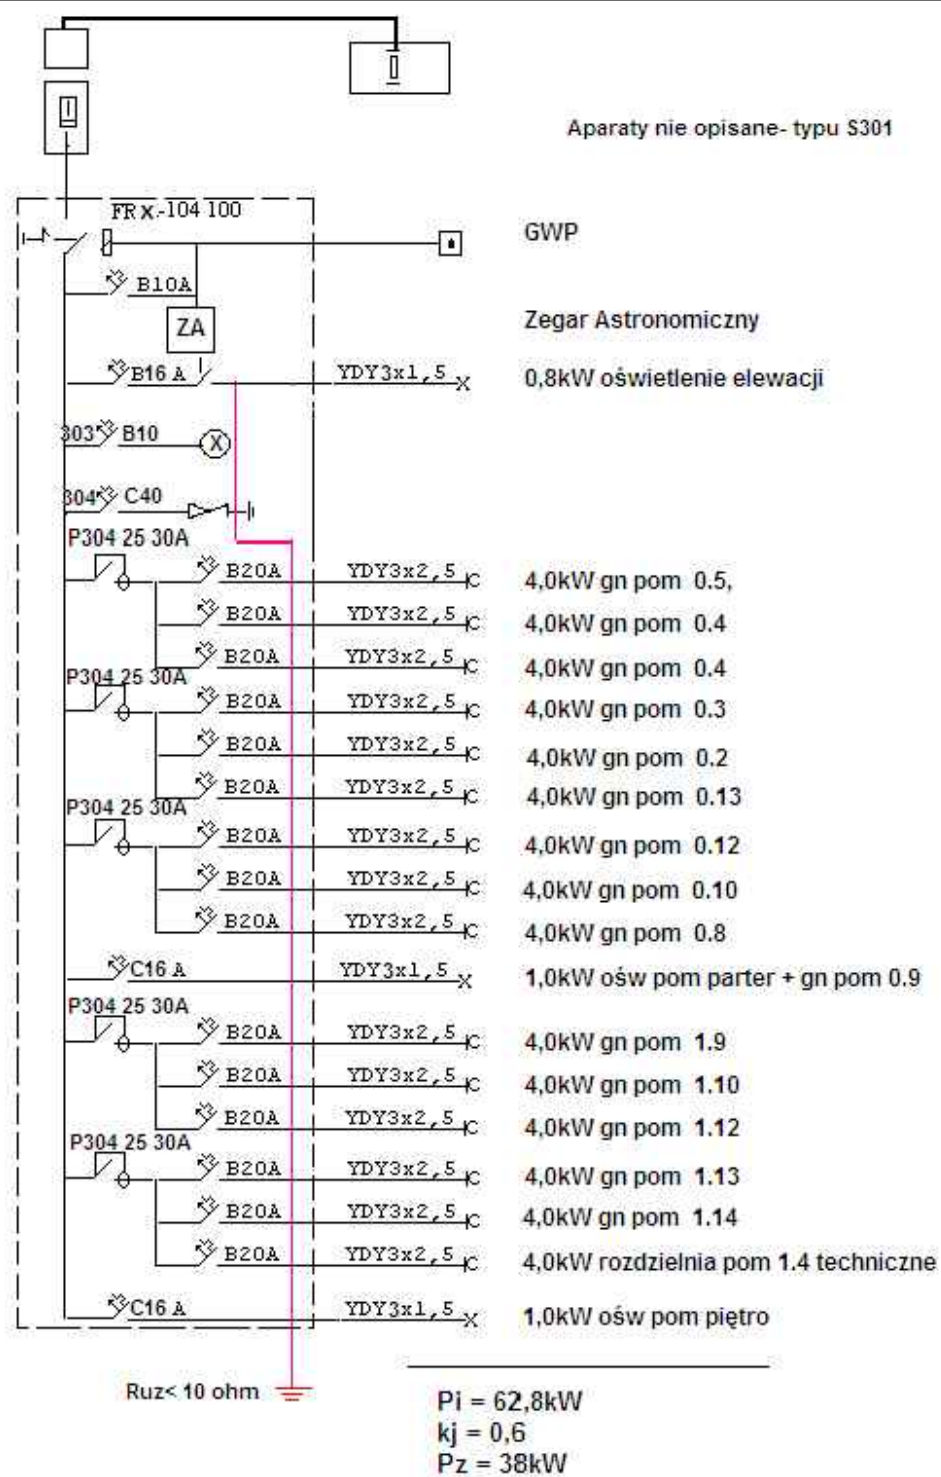 Aparaty nie opisane- typu S301
FRX-104 100
GWP
B10A
ZA
Zegar Astronomiczny
B16 A YDY3x1,5 0,8kW oświetlenie elewacji
303 B10 X
304 C40
P304 25 30A
B20A YDY3x2,5 4,0kW gn pom 0.5,
B20A YDY3x2,5 4,0kW gn pom 0.4
B20A YDY3x2,5 4,0kW gn pom 0.4
P304 25 30A
B20A YDY3x2,5 4,0kW gn pom 0.3
B20A YDY3x2,5 4,0kW gn pom 0.2
B20A YDY3x2,5 4,0kW gn pom 0.13
P304 25 30A
B20A YDY3x2,5 4,0kW gn pom 0.12
B20A YDY3x2,5 4,0kW gn pom 0.10
B20A YDY3x2,5 4,0kW gn pom 0.8
C16 A YDY3x1,5 1,0kW ośw pom parter + gn pom 0.9
P304 25 30A
B20A YDY3x2,5 4,0kW gn pom 1.9
B20A YDY3x2,5 4,0kW gn pom 1.10
B20A YDY3x2,5 4,0kW gn pom 1.12
P304 25 30A
B20A YDY3x2,5 4,0kW gn pom 1.13
B20A YDY3x2,5 4,0kW gn pom 1.14
B20A YDY3x2,5 4,0kW rozdzielnia pom 1.4 techniczne
C16 A YDY3x1,5 1,0kW ośw pom piętro
Ruz< 10 ohm
Pi = 62,8kW
kj = 0,6
Pz = 38kW